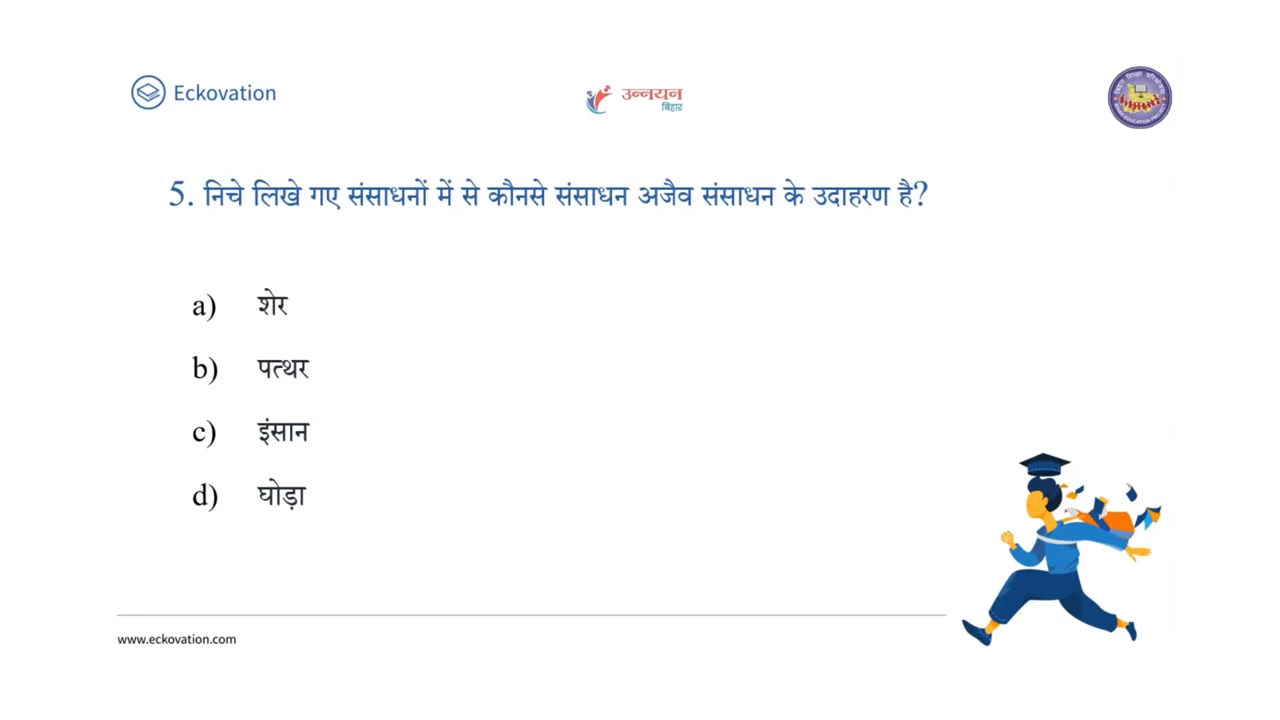 Eckovation
उन्नयन
बिहार
5. निचे लिखे गए संसाधनों में से कौनसे संसाधन अजैव संसाधन के उदाहरण है?
a) शेर
b) पत्थर
c) इंसान
d) घोड़ा
www.eckovation.com